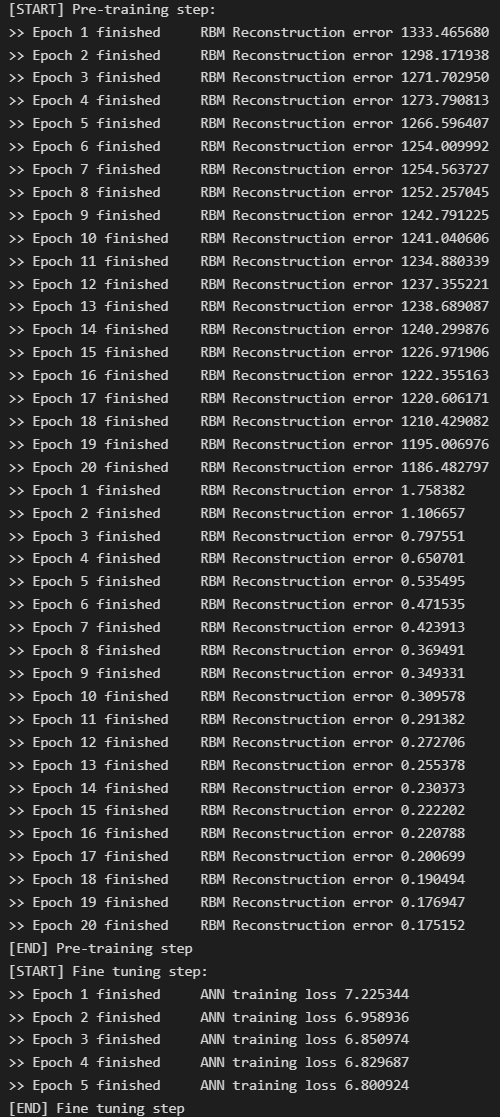 [START] Pre-training step:
>> Epoch 1 finished     RBM Reconstruction error 1333.465680
>> Epoch 2 finished     RBM Reconstruction error 1298.171938
>> Epoch 3 finished     RBM Reconstruction error 1271.702950
>> Epoch 4 finished     RBM Reconstruction error 1273.790813
>> Epoch 5 finished     RBM Reconstruction error 1266.596407
>> Epoch 6 finished     RBM Reconstruction error 1254.009992
>> Epoch 7 finished     RBM Reconstruction error 1254.563727
>> Epoch 8 finished     RBM Reconstruction error 1252.257045
>> Epoch 9 finished     RBM Reconstruction error 1242.791225
>> Epoch 10 finished    RBM Reconstruction error 1241.040606
>> Epoch 11 finished    RBM Reconstruction error 1234.880339
>> Epoch 12 finished    RBM Reconstruction error 1237.355221
>> Epoch 13 finished    RBM Reconstruction error 1238.689087
>> Epoch 14 finished    RBM Reconstruction error 1240.299876
>> Epoch 15 finished    RBM Reconstruction error 1226.971906
>> Epoch 16 finished    RBM Reconstruction error 1222.355163
>> Epoch 17 finished    RBM Reconstruction error 1220.606171
>> Epoch 18 finished    RBM Reconstruction error 1210.429082
>> Epoch 19 finished    RBM Reconstruction error 1195.006976
>> Epoch 20 finished    RBM Reconstruction error 1186.482797
>> Epoch 1 finished     RBM Reconstruction error 1.758382
>> Epoch 2 finished     RBM Reconstruction error 1.106657
>> Epoch 3 finished     RBM Reconstruction error 0.797551
>> Epoch 4 finished     RBM Reconstruction error 0.650701
>> Epoch 5 finished     RBM Reconstruction error 0.535495
>> Epoch 6 finished     RBM Reconstruction error 0.471535
>> Epoch 7 finished     RBM Reconstruction error 0.423913
>> Epoch 8 finished     RBM Reconstruction error 0.369491
>> Epoch 9 finished     RBM Reconstruction error 0.349331
>> Epoch 10 finished    RBM Reconstruction error 0.309578
>> Epoch 11 finished    RBM Reconstruction error 0.291382
>> Epoch 12 finished    RBM Reconstruction error 0.272706
>> Epoch 13 finished    RBM Reconstruction error 0.255378
>> Epoch 14 finished    RBM Reconstruction error 0.230373
>> Epoch 15 finished    RBM Reconstruction error 0.222202
>> Epoch 16 finished    RBM Reconstruction error 0.220788
>> Epoch 17 finished    RBM Reconstruction error 0.200699
>> Epoch 18 finished    RBM Reconstruction error 0.190494
>> Epoch 19 finished    RBM Reconstruction error 0.176947
>> Epoch 20 finished    RBM Reconstruction error 0.175152
[END] Pre-training step
[START] Fine tuning step:
>> Epoch 1 finished     ANN training loss 7.225344
>> Epoch 2 finished     ANN training loss 6.958936
>> Epoch 3 finished     ANN training loss 6.850974
>> Epoch 4 finished     ANN training loss 6.829687
>> Epoch 5 finished     ANN training loss 6.800924
[END] Fine tuning step